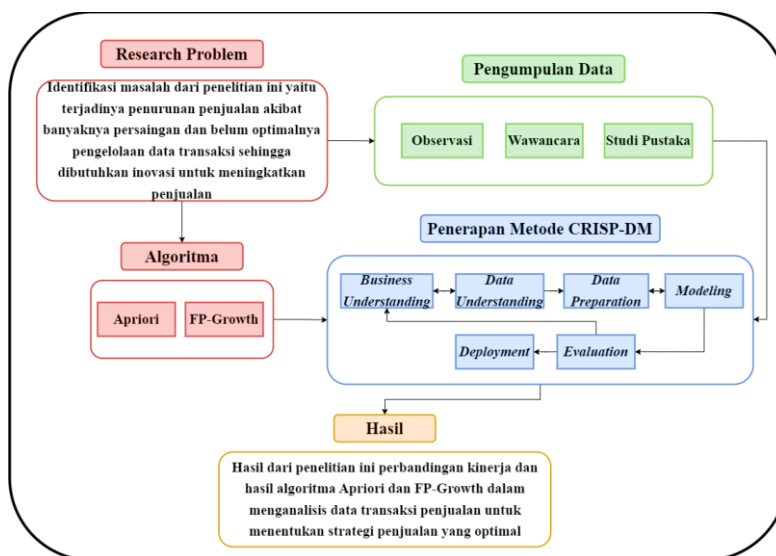 Research Problem
Identifikasi masalah dari penelitian ini yaitu
terjadinya penurunan penjualan akibat
banyaknya persaingan dan belum optimalnya
pengelolaan data transaksi sehingga
dibutuhkan inovasi untuk meningkatkan
penjualan
Pengumpulan Data
Observasi
Wawancara
Studi Pustaka
Algoritma
Apriori
FP-Growth
Penerapan Metode CRISP-DM
Business
Understanding
Data
Understanding
Data
Preparation
Modeling
Deployment
Evaluation
Hasil
Hasil dari penelitian ini perbandingan kinerja dan
hasil algoritma Apriori dan FP-Growth dalam
menganalisis data transaksi penjualan untuk
menentukan strategi penjualan yang optimal